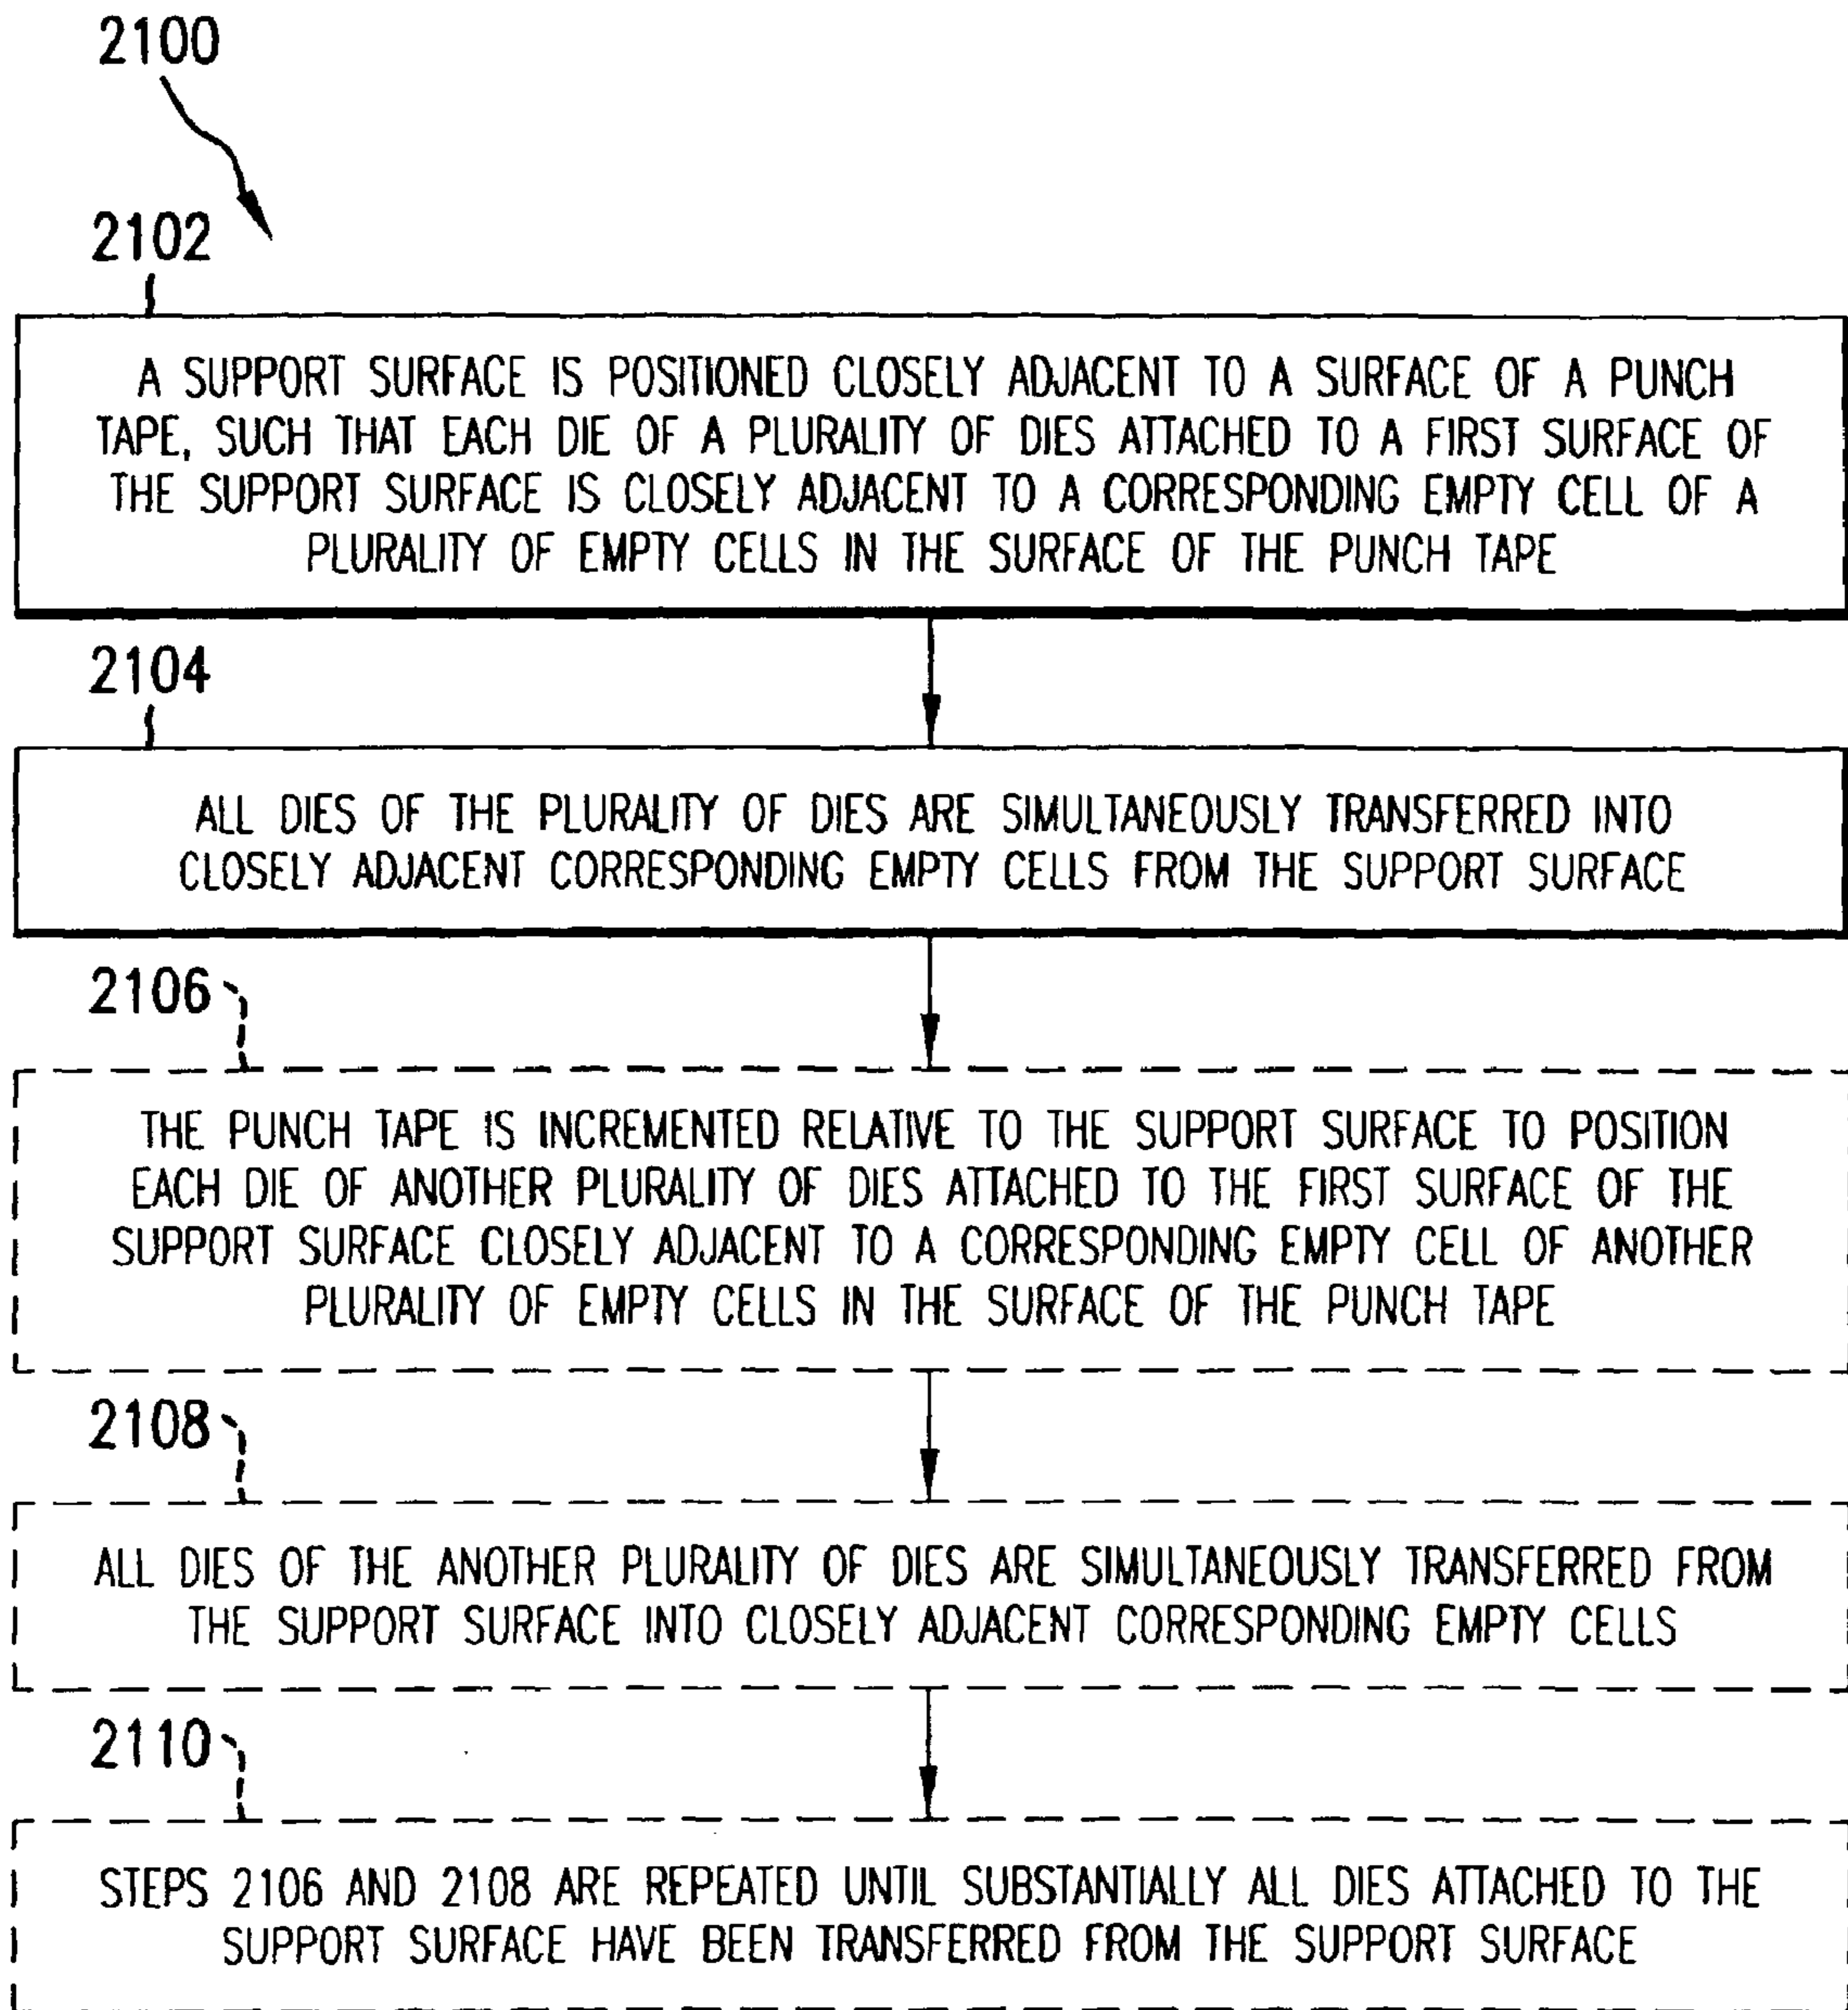 2100
2102
A SUPPORT SURFACE IS POSITIONED CLOSELY ADJACENT TO A SURFACE OF A PUNCH
TAPE, SUCH THAT EACH DIE OF A PLURALITY OF DIES ATTACHED TO A FIRST SURFACE OF
THE SUPPORT SURFACE IS CLOSELY ADJACENT TO A CORRESPONDING EMPTY CELL OF A
PLURALITY OF EMPTY CELLS IN THE SURFACE OF THE PUNCH TAPE
2104
ALL DIES OF THE PLURALITY OF DIES ARE SIMULTANEOUSLY TRANSFERRED INTO
CLOSELY ADJACENT CORRESPONDING EMPTY CELLS FROM THE SUPPORT SURFACE
2106
THE PUNCH TAPE IS INCREMENTED RELATIVE TO THE SUPPORT SURFACE TO POSITION
EACH DIE OF ANOTHER PLURALITY OF DIES ATTACHED TO THE FIRST SURFACE OF THE
SUPPORT SURFACE CLOSELY ADJACENT TO A CORRESPONDING EMPTY CELL OF ANOTHER
PLURALITY OF EMPTY CELLS IN THE SURFACE OF THE PUNCH TAPE
2108
ALL DIES OF THE ANOTHER PLURALITY OF DIES ARE SIMULTANEOUSLY TRANSFERRED FROM
THE SUPPORT SURFACE INTO CLOSELY ADJACENT CORRESPONDING EMPTY CELLS
2110
STEPS 2106 AND 2108 ARE REPEATED UNTIL SUBSTANTIALLY ALL DIES ATTACHED TO THE
SUPPORT SURFACE HAVE BEEN TRANSFERRED FROM THE SUPPORT SURFACE